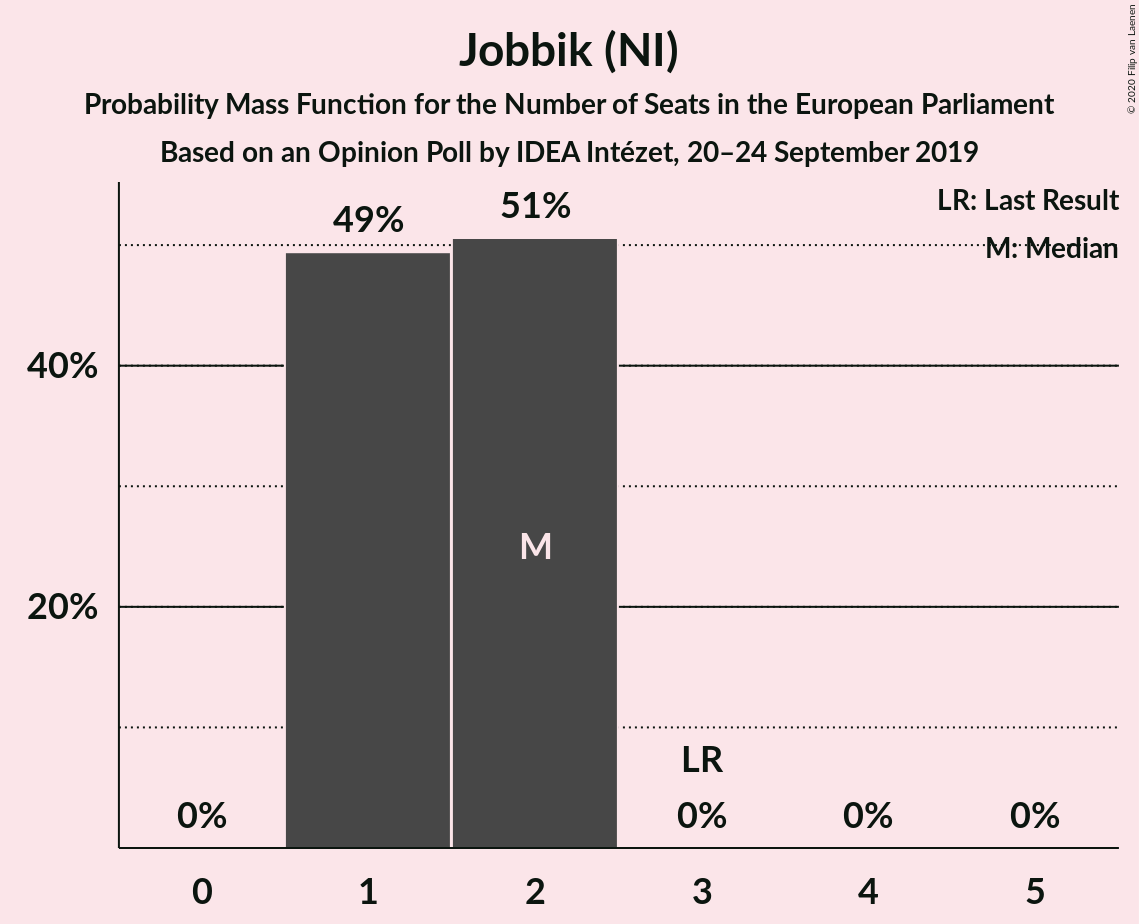 Jobbik (NI)
Probability Mass Function for the Number of Seats in the European Parliament
Based on an Opinion Poll by IDEA Intézet, 20–24 September 2019
© 2020 Filip van Laenen
LR: Last Result
M: Median
49%
51%
40%
20%
M
LR
0%
0%
0%
0%
0 1 2 3 4 5